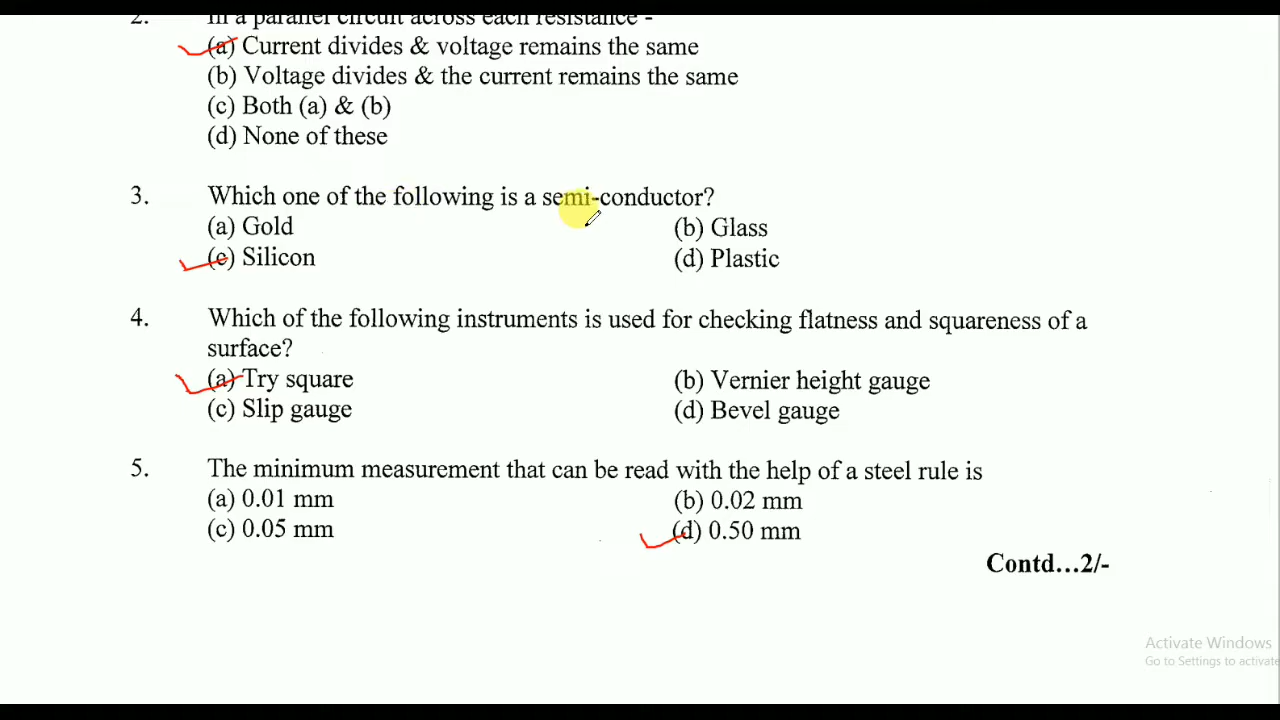 2. In a parallel circuit across each resistance -
(a) Current divides & voltage remains the same
(b) Voltage divides & the current remains the same
(c) Both (a) & (b)
(d) None of these
3. Which one of the following is a semi-conductor?
(a) Gold (b) Glass
(c) Silicon (d) Plastic
4. Which of the following instruments is used for checking flatness and squareness of a
surface?
(a) Try square (b) Vernier height gauge
(c) Slip gauge (d) Bevel gauge
5. The minimum measurement that can be read with the help of a steel rule is
(a) 0.01 mm (b) 0.02 mm
(c) 0.05 mm (d) 0.50 mm
Contd...2/-
Activate Windows
Go to Settings to activate